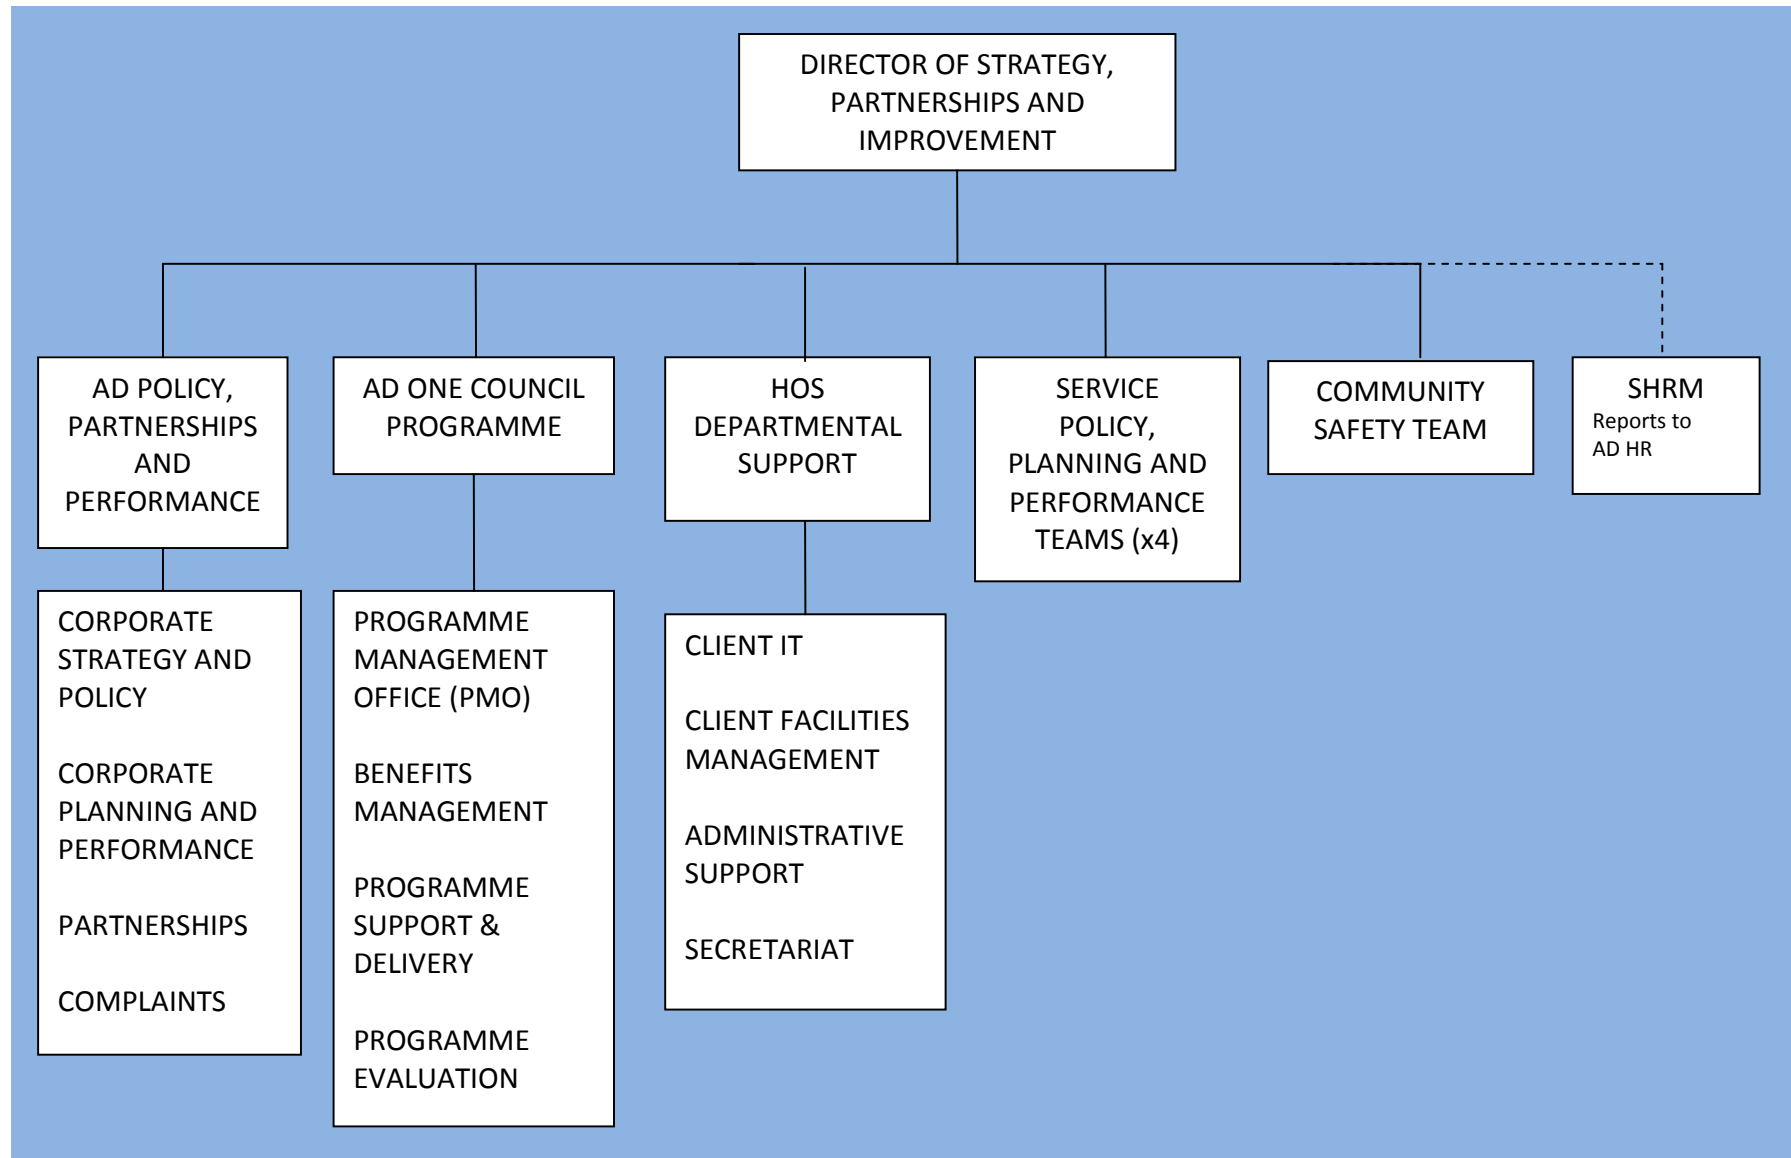 DIRECTOR OF STRATEGY,
PARTNERSHIPS AND
IMPROVEMENT
AD POLICY,
PARTNERSHIPS
AND
PERFORMANCE
AD ONE COUNCIL
PROGRAMME
HOS
DEPARTMENTAL
SUPPORT
SERVICE
POLICY,
PLANNING AND
PERFORMANCE
TEAMS (x4)
COMMUNITY
SAFETY TEAM
SHRM
Reports to
AD HR
CORPORATE
STRATEGY AND
POLICY
CORPORATE
PLANNING AND
PERFORMANCE
PARTNERSHIPS
COMPLAINTS
PROGRAMME
MANAGEMENT
OFFICE (PMO)
BENEFITS
MANAGEMENT
PROGRAMME
SUPPORT &
DELIVERY
PROGRAMME
EVALUATION
CLIENT IT
CLIENT FACILITIES
MANAGEMENT
ADMINISTRATIVE
SUPPORT
SECRETARIAT